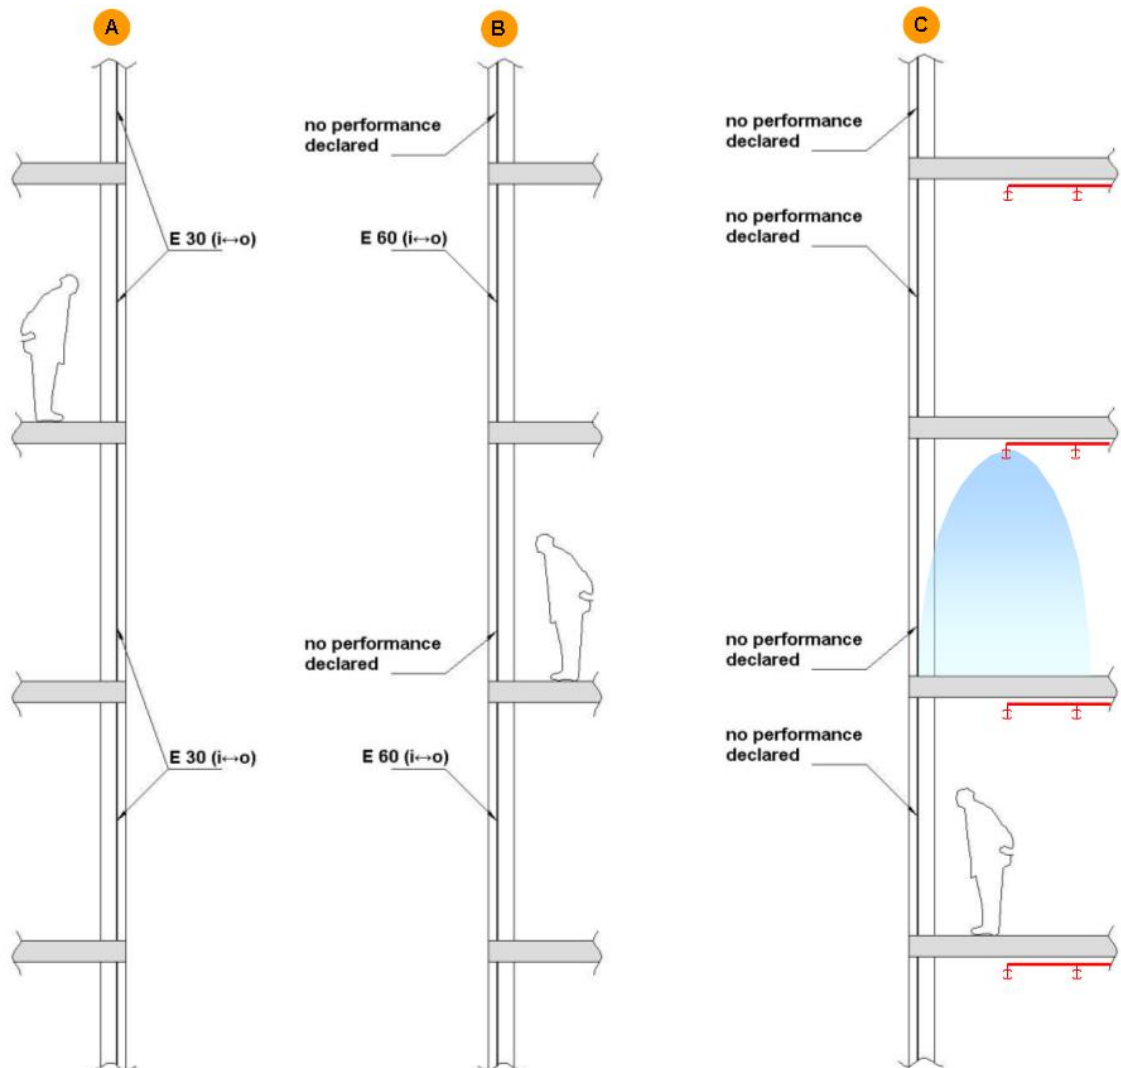 A
B
C
no performance
declared
no performance
declared
no performance
declared
E 30 (i↔o)
E 60 (i↔o)
no performance
declared
no performance
declared
no performance
declared
E 30 (i↔o)
E 60 (i↔o)